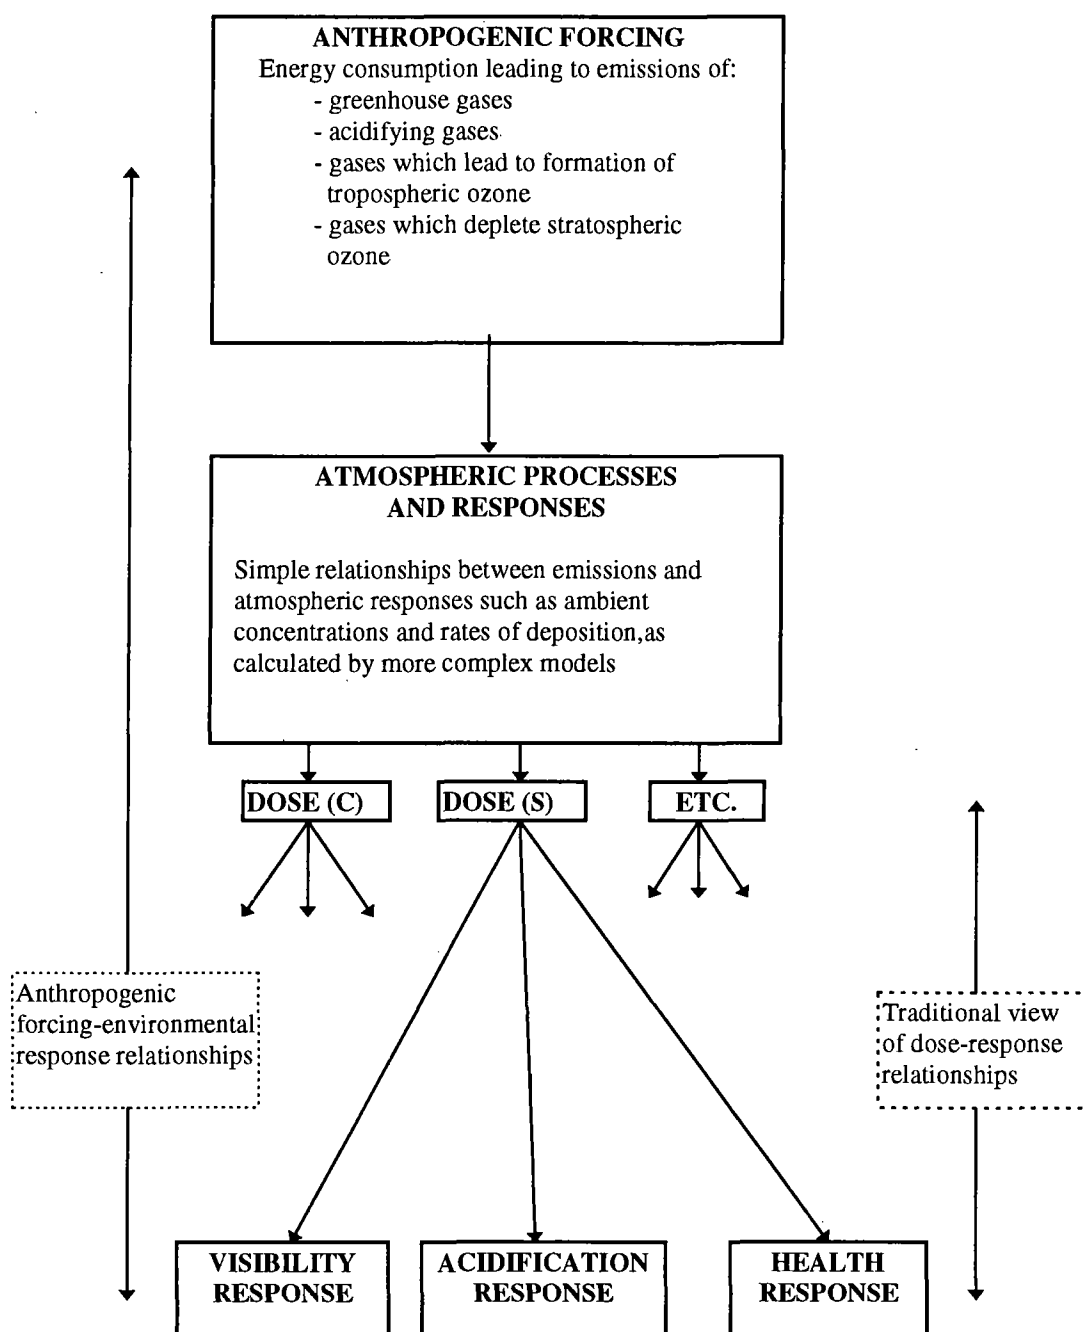 ANTHROPOGENIC FORCING
Energy consumption leading to emissions of:
- greenhouse gases
- acidifying gases
- gases which lead to formation of
tropospheric ozone
- gases which deplete stratospheric
ozone
ATMOSPHERIC PROCESSES
AND RESPONSES
Simple relationships between emissions and
atmospheric responses such as ambient
concentrations and rates of deposition,as
calculated by more complex models
DOSE (C)
DOSE (S)
ETC.
Anthropogenic
forcing-environmental
response relationships
Traditional view
of dose-response
relationships
VISIBILITY
RESPONSE
ACIDIFICATION
RESPONSE
HEALTH
RESPONSE